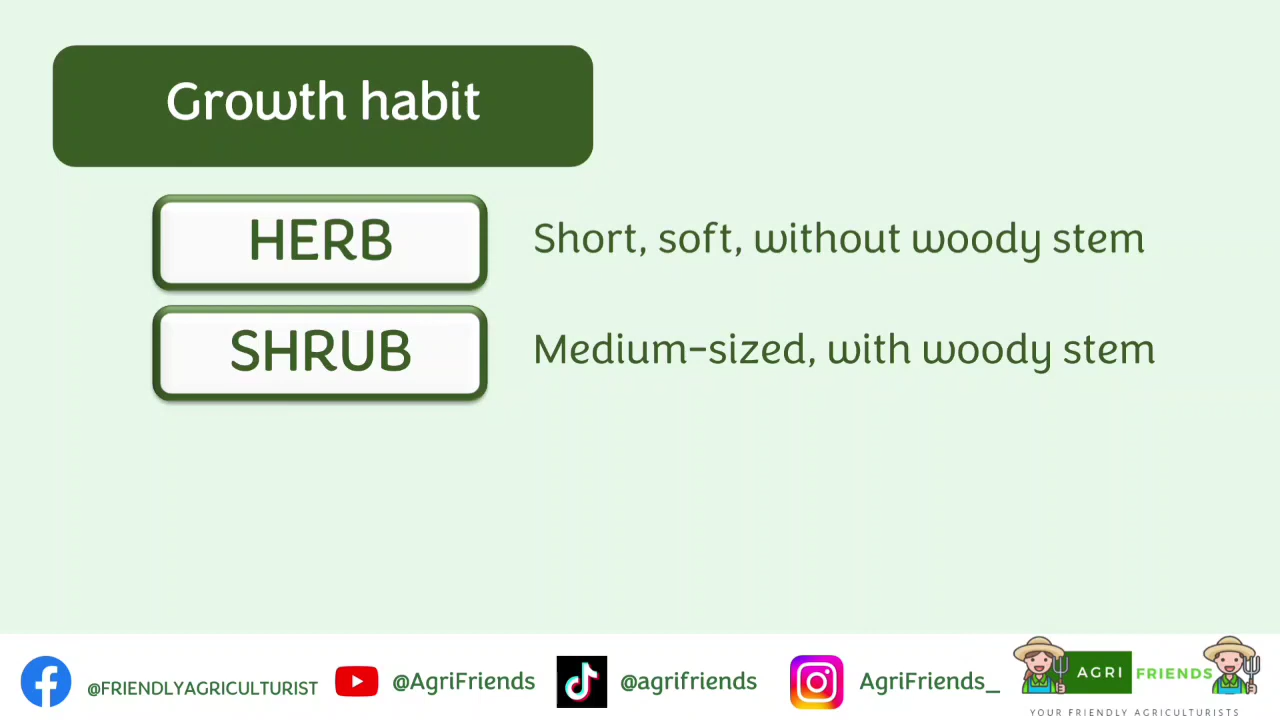 Growth habit
HERB
Short, soft, without woody stem
SHRUB
Medium-sized, with woody stem
@FRIENDLYAGRICULTURIST
@AgriFriends
@agrifriends
AgriFriends_
AGRI FRIENDS
YOUR FRIENDLY AGRICULTURISTS